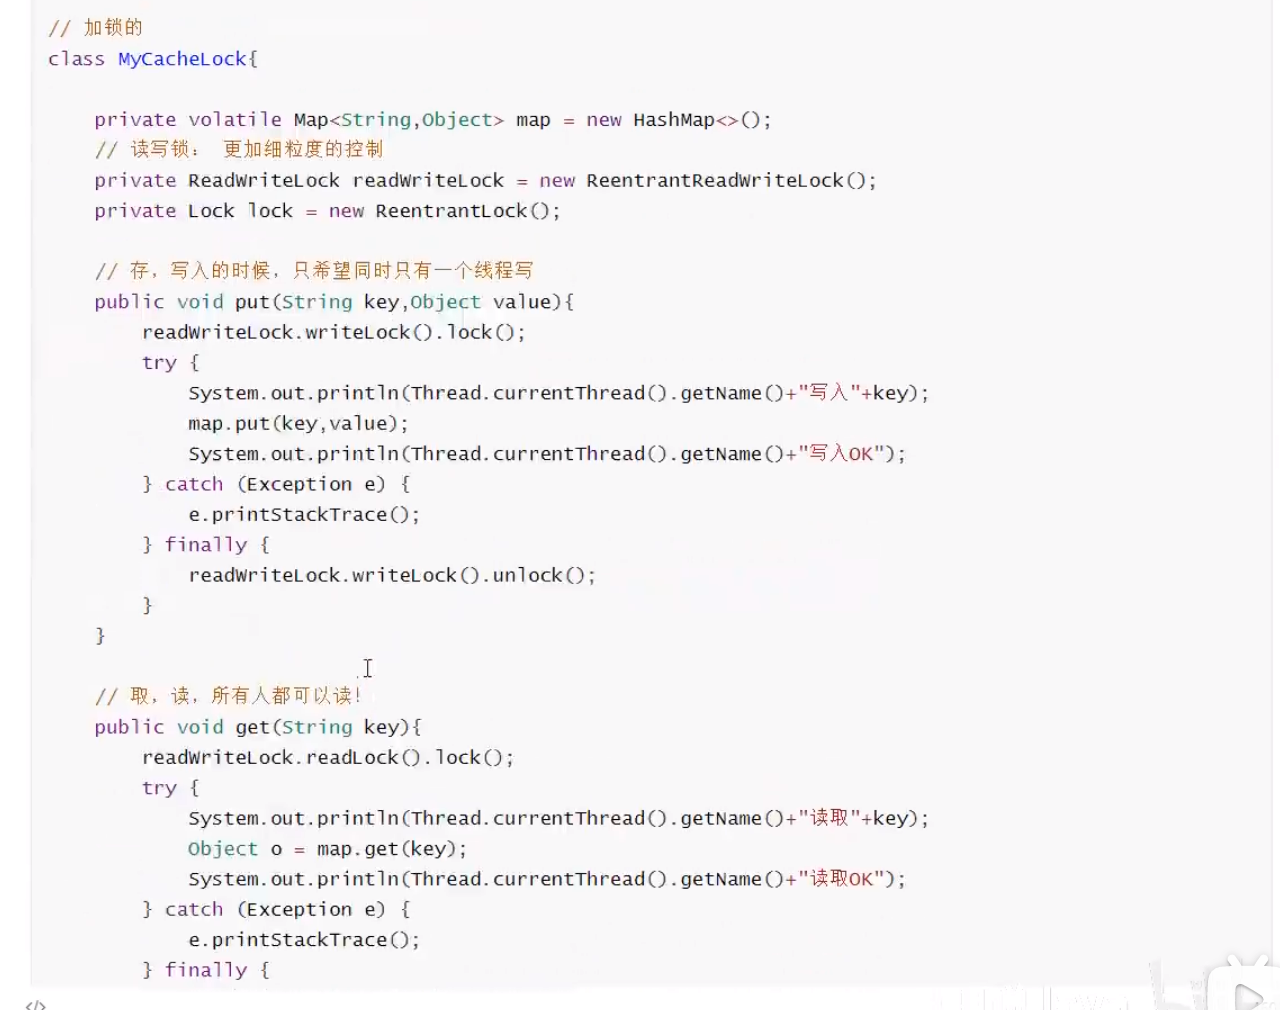 // 加锁的
class MyCacheLock{
private volatile Map<String,Object> map = new HashMap<>();
// 读写锁： 更加细粒度的控制
private ReadWriteLock readWriteLock = new ReentrantReadWriteLock();
private Lock lock = new ReentrantLock();
// 存，写入的时候，只希望同时只有一个线程写
public void put(String key,Object value){
readWriteLock.writeLock().lock();
try {
System.out.println(Thread.currentThread().getName()+"写入"+key);
map.put(key,value);
System.out.println(Thread.currentThread().getName()+"写入OK");
} catch (Exception e) {
e.printStackTrace();
} finally {
readWriteLock.writeLock().unlock();
}
}
// 取，读，所有人都可以读！
public void get(String key){
readWriteLock.readLock().lock();
try {
System.out.println(Thread.currentThread().getName()+"读取"+key);
Object o = map.get(key);
System.out.println(Thread.currentThread().getName()+"读取OK");
} catch (Exception e) {
e.printStackTrace();
} finally {
</>